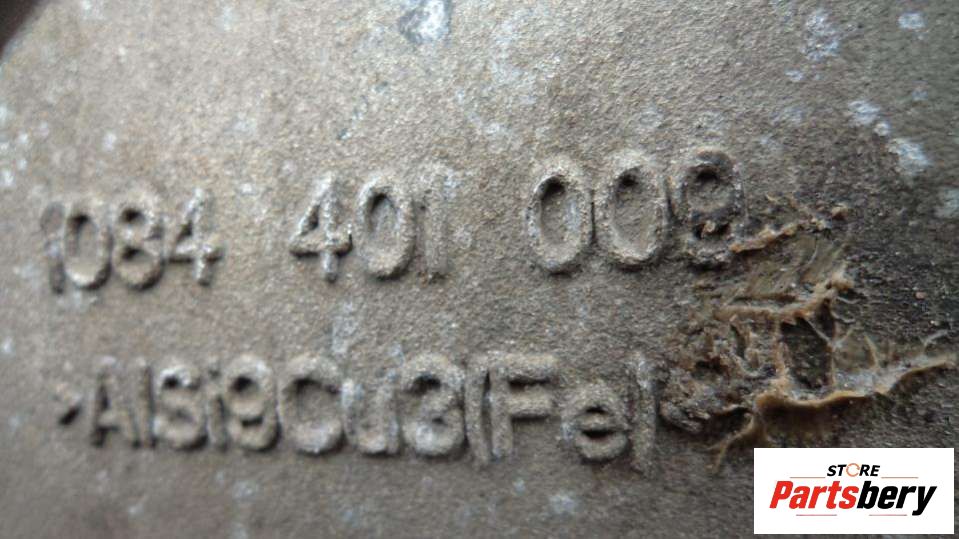 1084 401 009
>AlSi9Cu3(Fe)<
STORE
Partsbery